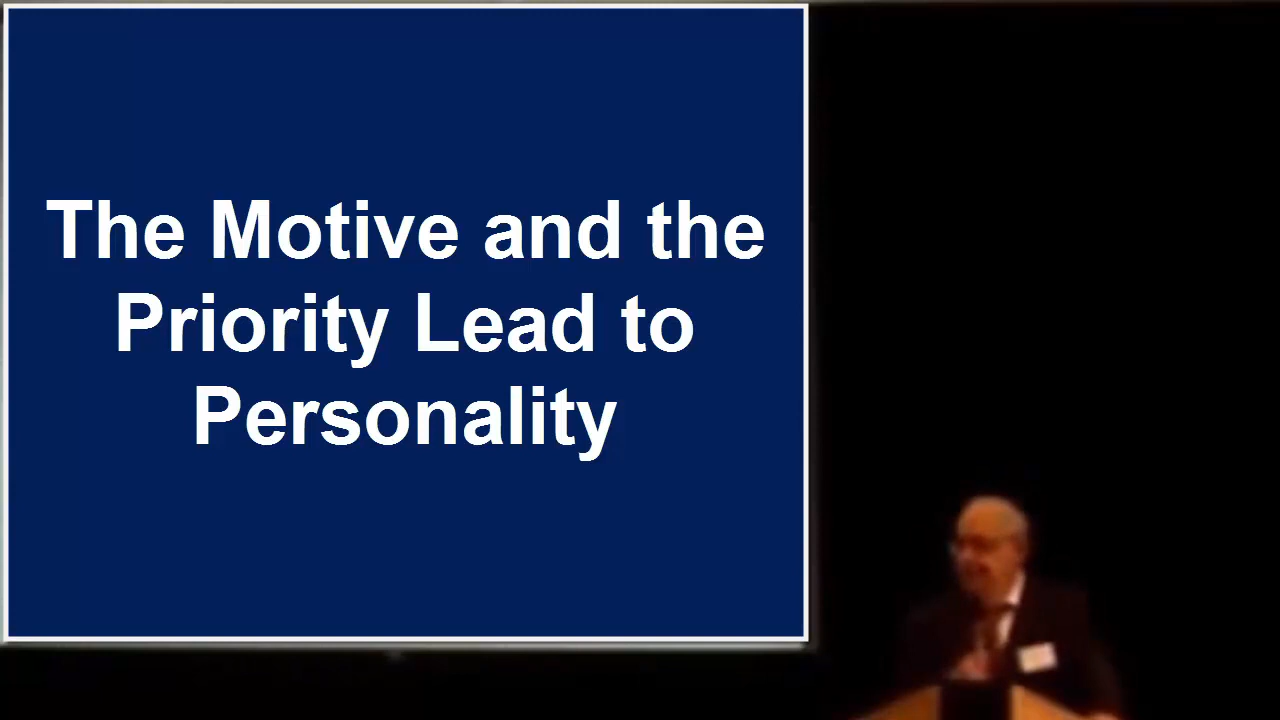 The Motive and the
Priority Lead to
Personality